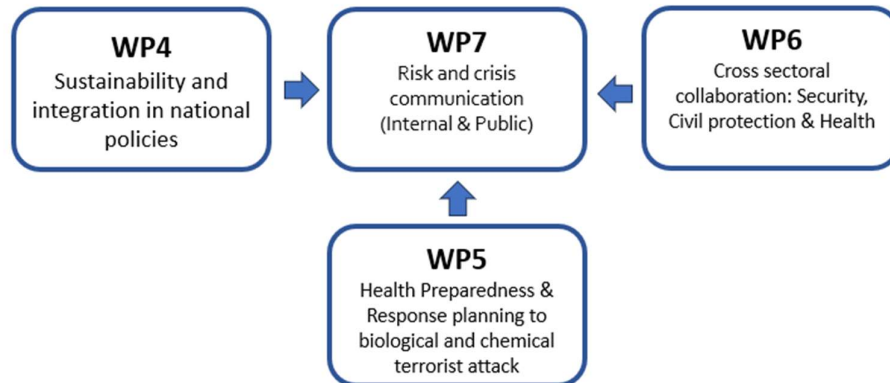 WP4
Sustainability and
integration in national
policies
WP7
Risk and crisis
communication
(Internal & Public)
WP6
Cross sectoral
collaboration: Security,
Civil protection & Health
WP5
Health Preparedness &
Response planning to
biological and chemical
terrorist attack